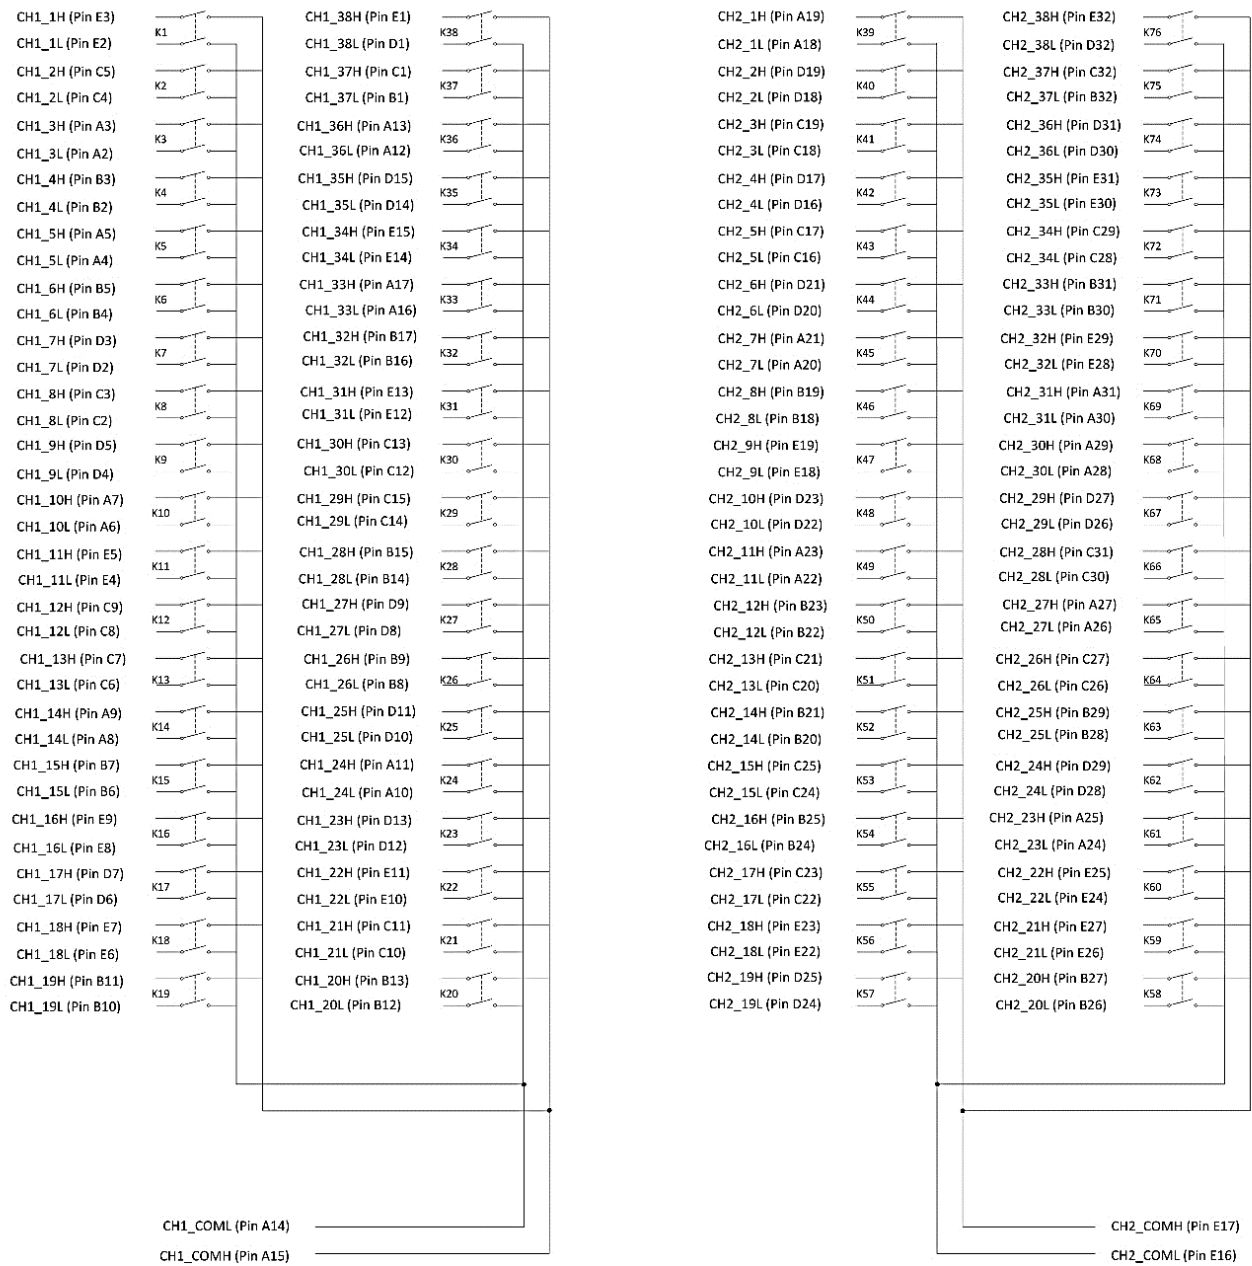 CH1_1H (Pin E3)
K1
CH1_1L (Pin E2)
CH1_2H (Pin C5)
K2
CH1_2L (Pin C4)
CH1_3H (Pin A3)
K3
CH1_3L (Pin A2)
CH1_4H (Pin B3)
K4
CH1_4L (Pin B2)
CH1_5H (Pin A5)
K5
CH1_5L (Pin A4)
CH1_6H (Pin B5)
K6
CH1_6L (Pin B4)
CH1_7H (Pin D3)
K7
CH1_7L (Pin D2)
CH1_8H (Pin C3)
K8
CH1_8L (Pin C2)
CH1_9H (Pin D5)
K9
CH1_9L (Pin D4)
CH1_10H (Pin A7)
K10
CH1_10L (Pin A6)
CH1_11H (Pin E5)
K11
CH1_11L (Pin E4)
CH1_12H (Pin C9)
K12
CH1_12L (Pin C8)
CH1_13H (Pin C7)
K13
CH1_13L (Pin C6)
CH1_14H (Pin A9)
K14
CH1_14L (Pin A8)
CH1_15H (Pin B7)
K15
CH1_15L (Pin B6)
CH1_16H (Pin E9)
K16
CH1_16L (Pin E8)
CH1_17H (Pin D7)
K17
CH1_17L (Pin D6)
CH1_18H (Pin E7)
K18
CH1_18L (Pin E6)
CH1_19H (Pin B11)
K19
CH1_19L (Pin B10)
CH1_38H (Pin E1)
K38
CH1_38L (Pin D1)
CH1_37H (Pin C1)
K37
CH1_37L (Pin B1)
CH1_36H (Pin A13)
K36
CH1_36L (Pin A12)
CH1_35H (Pin D15)
K35
CH1_35L (Pin D14)
CH1_34H (Pin E15)
K34
CH1_34L (Pin E14)
CH1_33H (Pin A17)
K33
CH1_33L (Pin A16)
CH1_32H (Pin B17)
K32
CH1_32L (Pin B16)
CH1_31H (Pin E13)
K31
CH1_31L (Pin E12)
CH1_30H (Pin C13)
K30
CH1_30L (Pin C12)
CH1_29H (Pin C15)
K29
CH1_29L (Pin C14)
CH1_28H (Pin B15)
K28
CH1_28L (Pin B14)
CH1_27H (Pin D9)
K27
CH1_27L (Pin D8)
CH1_26H (Pin B9)
K26
CH1_26L (Pin B8)
CH1_25H (Pin D11)
K25
CH1_25L (Pin D10)
CH1_24H (Pin A11)
K24
CH1_24L (Pin A10)
CH1_23H (Pin D13)
K23
CH1_23L (Pin D12)
CH1_22H (Pin E11)
K22
CH1_22L (Pin E10)
CH1_21H (Pin C11)
K21
CH1_21L (Pin C10)
CH1_20H (Pin B13)
K20
CH1_20L (Pin B12)
CH1_COML (Pin A14)
CH1_COMH (Pin A15)
CH2_1H (Pin A19)
K39
CH2_1L (Pin A18)
CH2_2H (Pin D19)
K40
CH2_2L (Pin D18)
CH2_3H (Pin C19)
K41
CH2_3L (Pin C18)
CH2_4H (Pin D17)
K42
CH2_4L (Pin D16)
CH2_5H (Pin C17)
K43
CH2_5L (Pin C16)
CH2_6H (Pin D21)
K44
CH2_6L (Pin D20)
CH2_7H (Pin A21)
K45
CH2_7L (Pin A20)
CH2_8H (Pin B19)
K46
CH2_8L (Pin B18)
CH2_9H (Pin E19)
K47
CH2_9L (Pin E18)
CH2_10H (Pin D23)
K48
CH2_10L (Pin D22)
CH2_11H (Pin A23)
K49
CH2_11L (Pin A22)
CH2_12H (Pin B23)
K50
CH2_12L (Pin B22)
CH2_13H (Pin C21)
K51
CH2_13L (Pin C20)
CH2_14H (Pin B21)
K52
CH2_14L (Pin B20)
CH2_15H (Pin C25)
K53
CH2_15L (Pin C24)
CH2_16H (Pin B25)
K54
CH2_16L (Pin B24)
CH2_17H (Pin C23)
K55
CH2_17L (Pin C22)
CH2_18H (Pin E23)
K56
CH2_18L (Pin E22)
CH2_19H (Pin D25)
K57
CH2_19L (Pin D24)
CH2_38H (Pin E32)
K76
CH2_38L (Pin D32)
CH2_37H (Pin C32)
K75
CH2_37L (Pin B32)
CH2_36H (Pin D31)
K74
CH2_36L (Pin D30)
CH2_35H (Pin E31)
K73
CH2_35L (Pin E30)
CH2_34H (Pin C29)
K72
CH2_34L (Pin C28)
CH2_33H (Pin B31)
K71
CH2_33L (Pin B30)
CH2_32H (Pin E29)
K70
CH2_32L (Pin E28)
CH2_31H (Pin A31)
K69
CH2_31L (Pin A30)
CH2_30H (Pin A29)
K68
CH2_30L (Pin A28)
CH2_29H (Pin D27)
K67
CH2_29L (Pin D26)
CH2_28H (Pin C31)
K66
CH2_28L (Pin C30)
CH2_27H (Pin A27)
K65
CH2_27L (Pin A26)
CH2_26H (Pin C27)
K64
CH2_26L (Pin C26)
CH2_25H (Pin B29)
K63
CH2_25L (Pin B28)
CH2_24H (Pin D29)
K62
CH2_24L (Pin D28)
CH2_23H (Pin A25)
K61
CH2_23L (Pin A24)
CH2_22H (Pin E25)
K60
CH2_22L (Pin E24)
CH2_21H (Pin E27)
K59
CH2_21L (Pin E26)
CH2_20H (Pin B27)
K58
CH2_20L (Pin B26)
CH2_COMH (Pin E17)
CH2_COML (Pin E16)